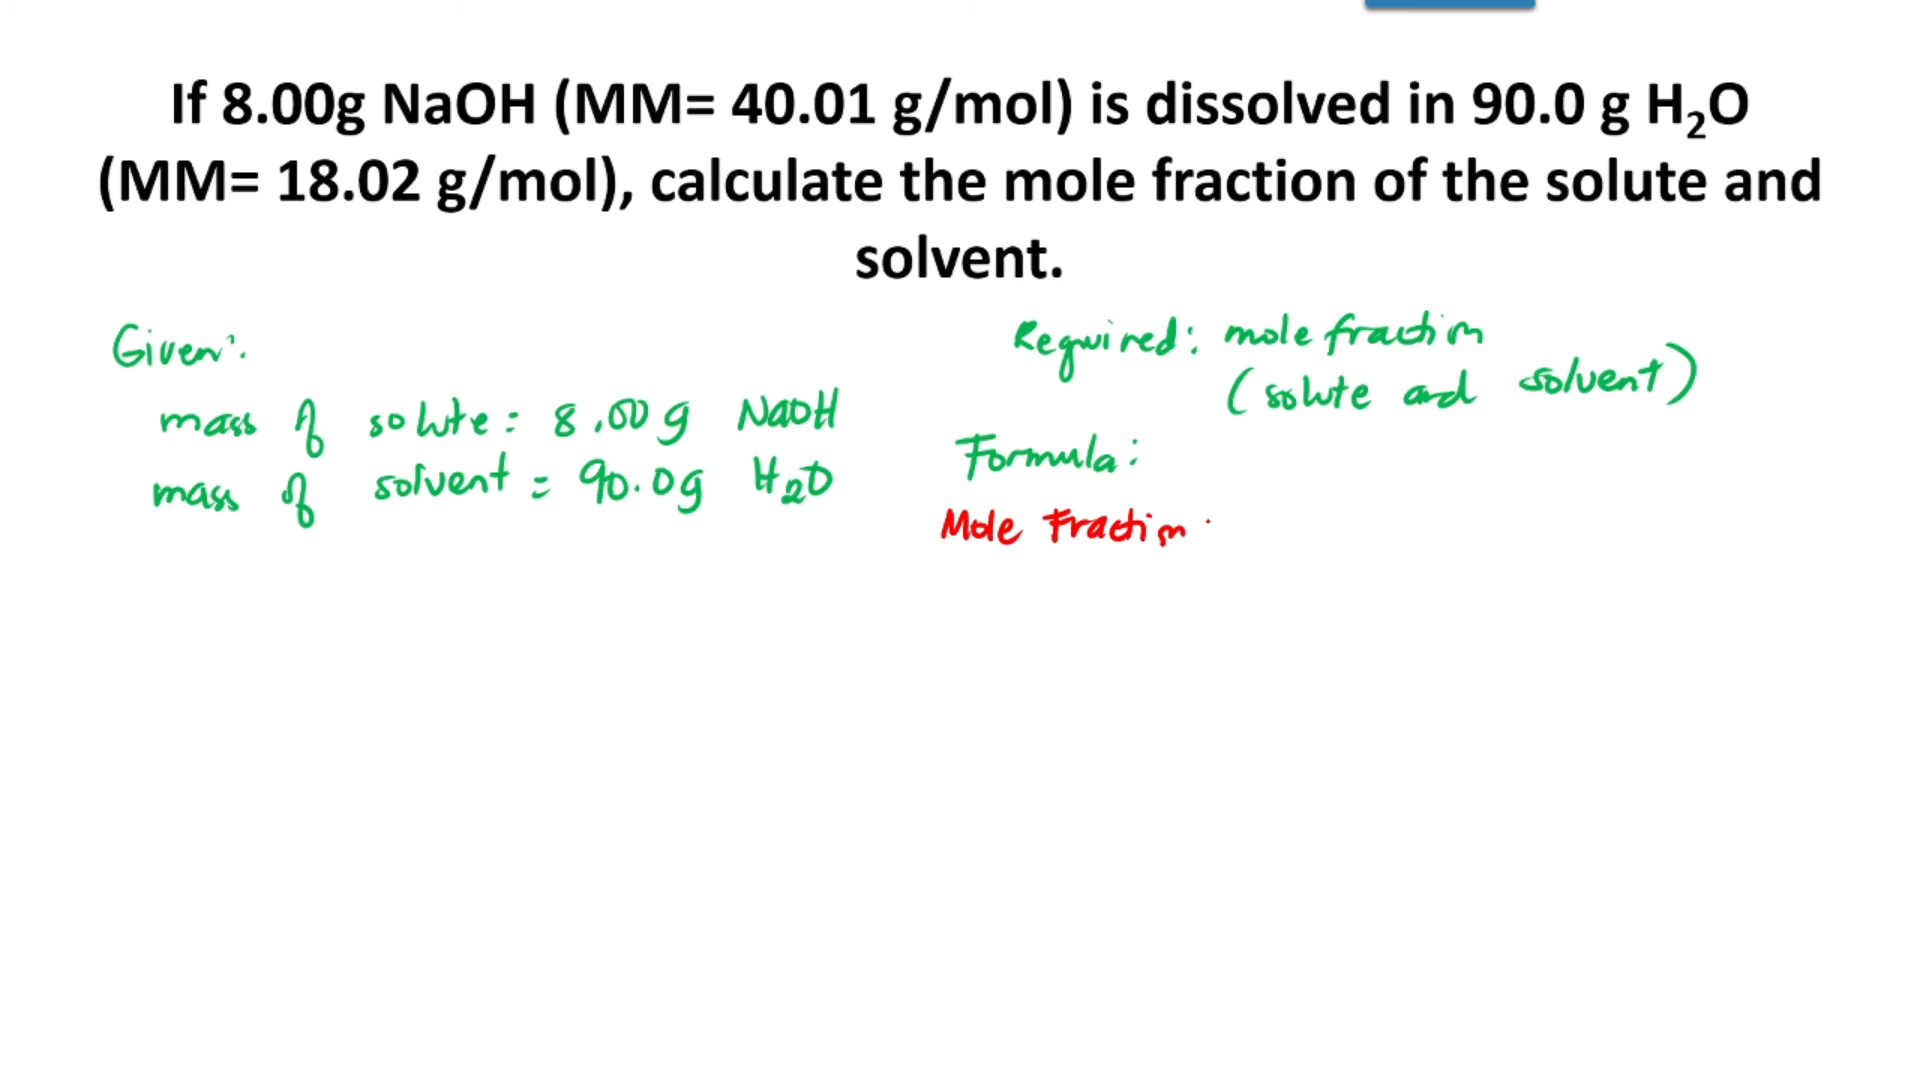 If 8.00g NaOH (MM= 40.01 g/mol) is dissolved in 90.0 g H₂O
(MM= 18.02 g/mol), calculate the mole fraction of the solute and
solvent.
Given:
mass of solute = 8.00g NaOH
mass of solvent = 90.0g H₂O
Required: mole fraction
(solute and solvent)
Formula:
Mole Fraction